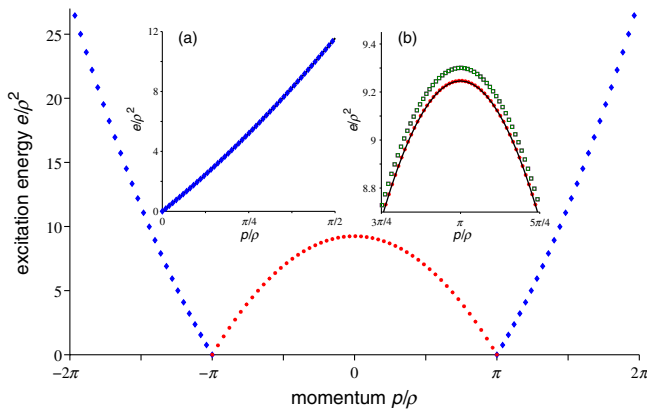 excitation energy e/ρ²
25
20
15
10
5
0
−2π −π 0 π 2π
momentum p/ρ
(a)
e/ρ²
12
8
4
0
0 π/4 π/2
p/ρ
(b)
e/ρ²
9.4
9.2
9
8.8
3π/4 π 5π/4
p/ρ